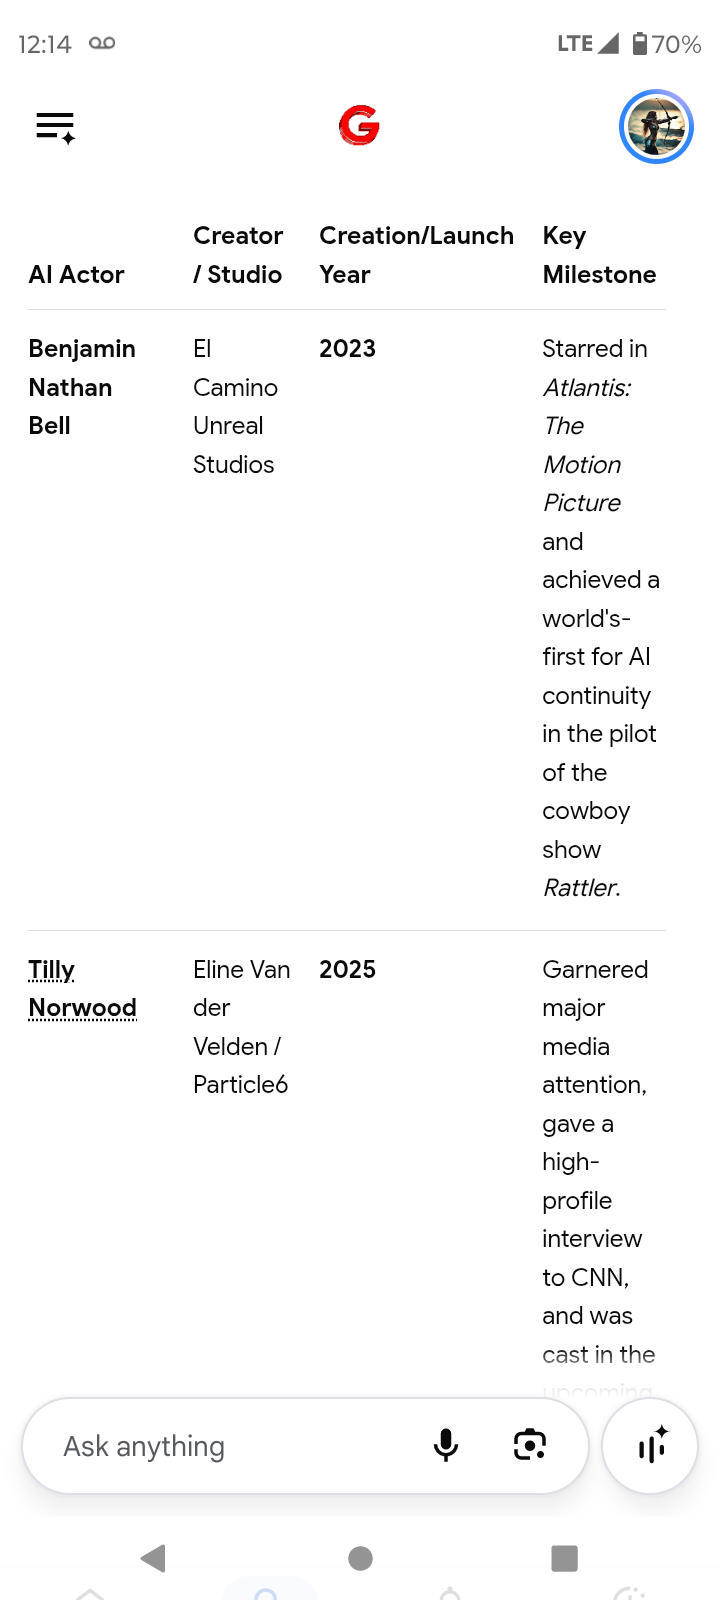 12:14
LTE 70%
G
AI Actor
Creator
/ Studio
Creation/Launch
Year
Key
Milestone
Benjamin
Nathan
Bell
El
Camino
Unreal
Studios
2023
Starred in
Atlantis:
The
Motion
Picture
and
achieved a
world's-
first for AI
continuity
in the pilot
of the
cowboy
show
Rattler.
Tilly
Norwood
Eline Van
der
Velden /
Particle6
2025
Garnered
major
media
attention,
gave a
high-
profile
interview
to CNN,
and was
cast in the
upcoming
Ask anything